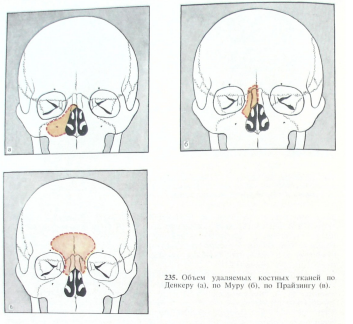 а
б
в
235. Объем удаляемых костных тканей по
Денкеру (а), по Муру (б), по Прайзингу (в).